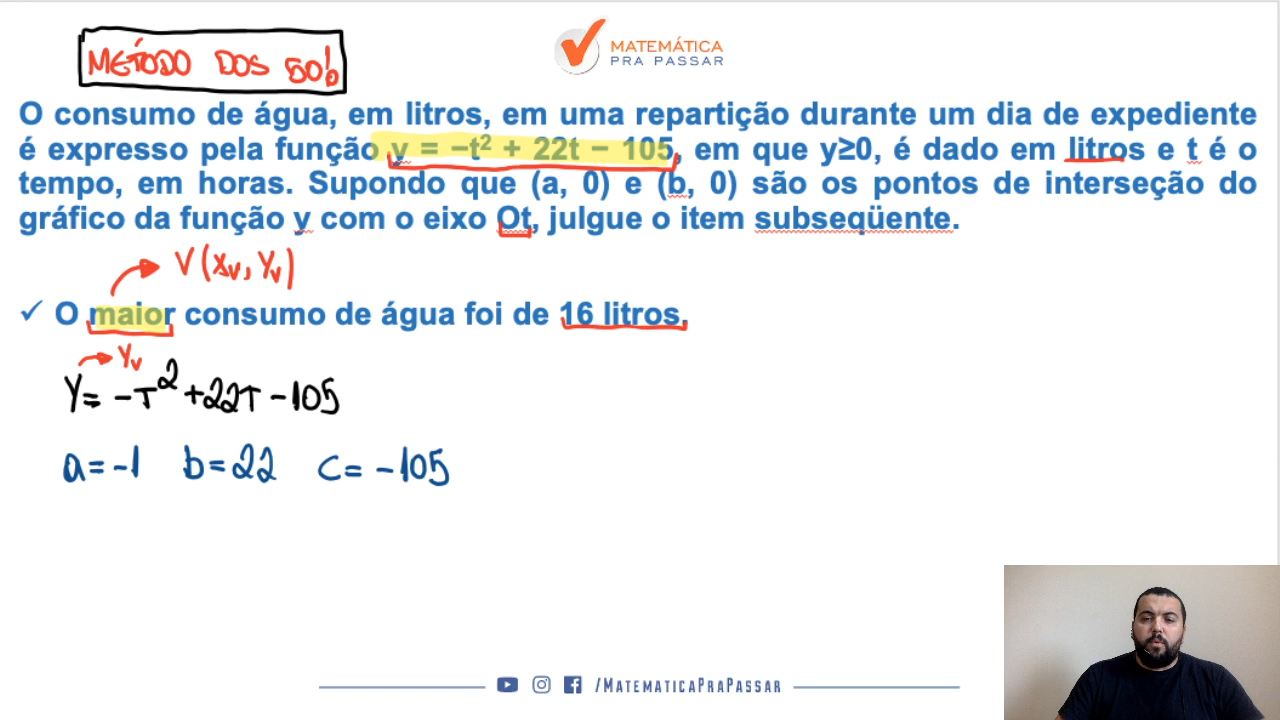 MÉTODO DOS 50%
MATEMÁTICA
PRA PASSAR
O consumo de água, em litros, em uma repartição durante um dia de expediente
é expresso pela função y = −t² + 22t − 105, em que y≥0, é dado em litros e t é o
tempo, em horas. Supondo que (a, 0) e (b, 0) são os pontos de interseção do
gráfico da função y com o eixo Ot, julgue o item subseqüente.
V(Xv, Yv)
✓ O maior consumo de água foi de 16 litros.
Yv
Y= -T² +22T -105
a=-1 b=22 c= -105
/MATEMATICAPRAPASSAR